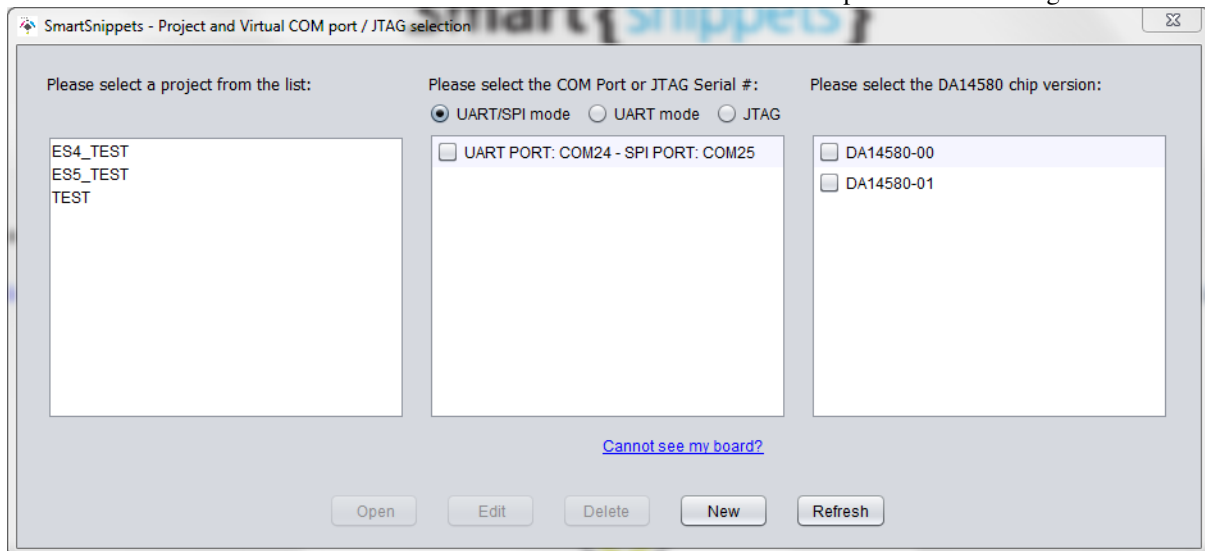 SmartSnippets - Project and Virtual COM port / JTAG selection
smart{snippets}
Please select a project from the list:
ES4_TEST
ES5_TEST
TEST
Please select the COM Port or JTAG Serial #:
UART/SPI mode UART mode JTAG
UART PORT: COM24 - SPI PORT: COM25
Please select the DA14580 chip version:
DA14580-00
DA14580-01
Cannot see my board?
Open Edit Delete New Refresh